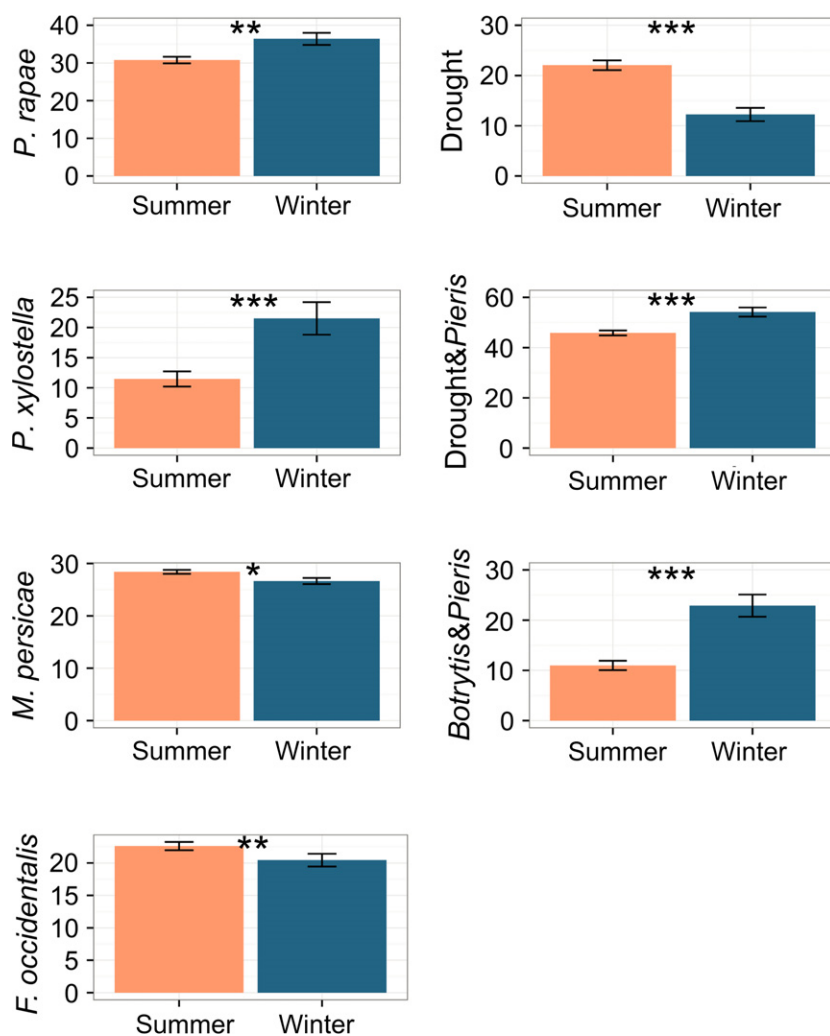 P. rapae
40
30
20
10
0
**
Summer Winter
Drought
30
20
10
0
***
Summer Winter
P. xylostella
25
20
15
10
5
0
***
Summer Winter
Drought&Pieris
60
40
20
0
***
Summer Winter
M. persicae
30
20
10
0
*
Summer Winter
Botrytis&Pieris
30
20
10
0
***
Summer Winter
F. occidentalis
20
15
10
5
0
**
Summer Winter